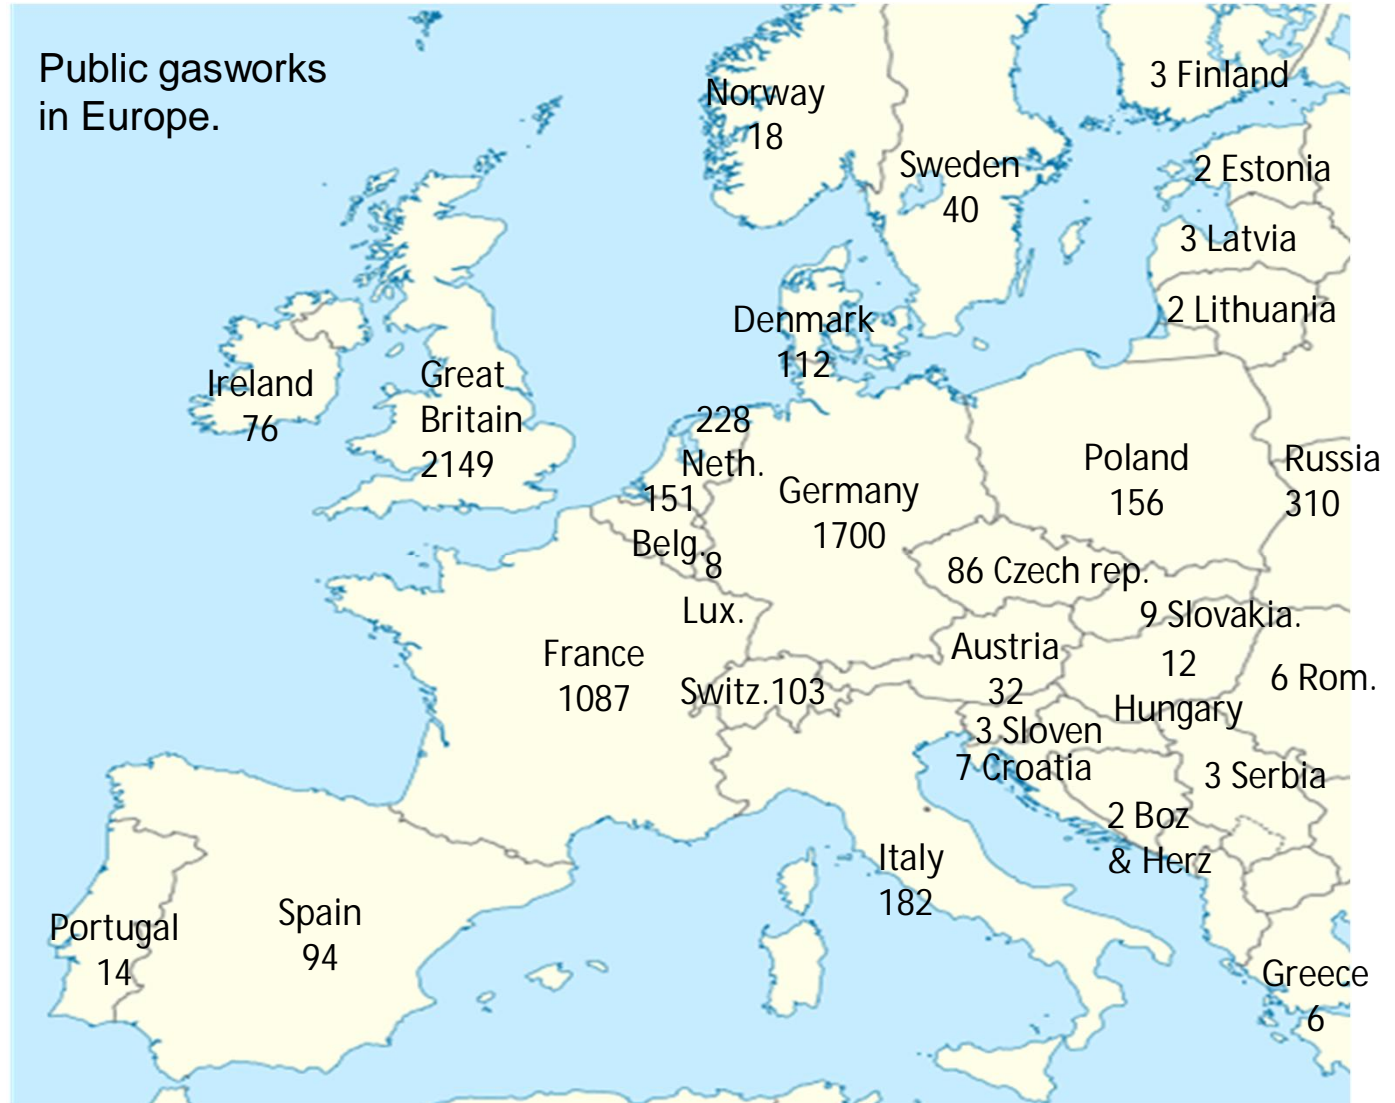 Public gasworks
in Europe.
Norway
18
3 Finland
Sweden
40
2 Estonia
3 Latvia
2 Lithuania
Denmark
112
Ireland
76
Great
Britain
2149
228
Neth.
151
Belg.
8
Lux.
Germany
1700
Poland
156
Russia
310
86 Czech rep.
9 Slovakia.
Austria
32
12
Hungary
6 Rom.
France
1087
Switz.103
3 Sloven
7 Croatia
3 Serbia
2 Boz
& Herz
Italy
182
Portugal
14
Spain
94
Greece
6